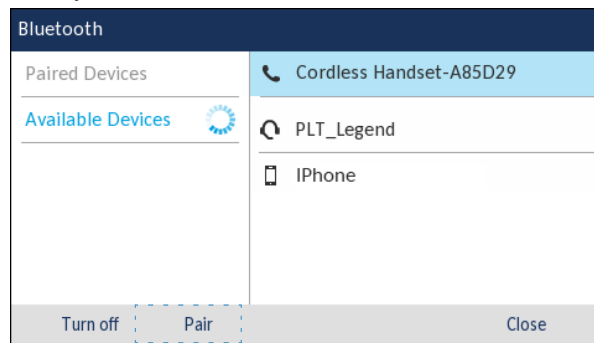 Bluetooth
Paired Devices
Available Devices
Cordless Handset-A85D29
PLT_Legend
IPhone
Turn off Pair Close